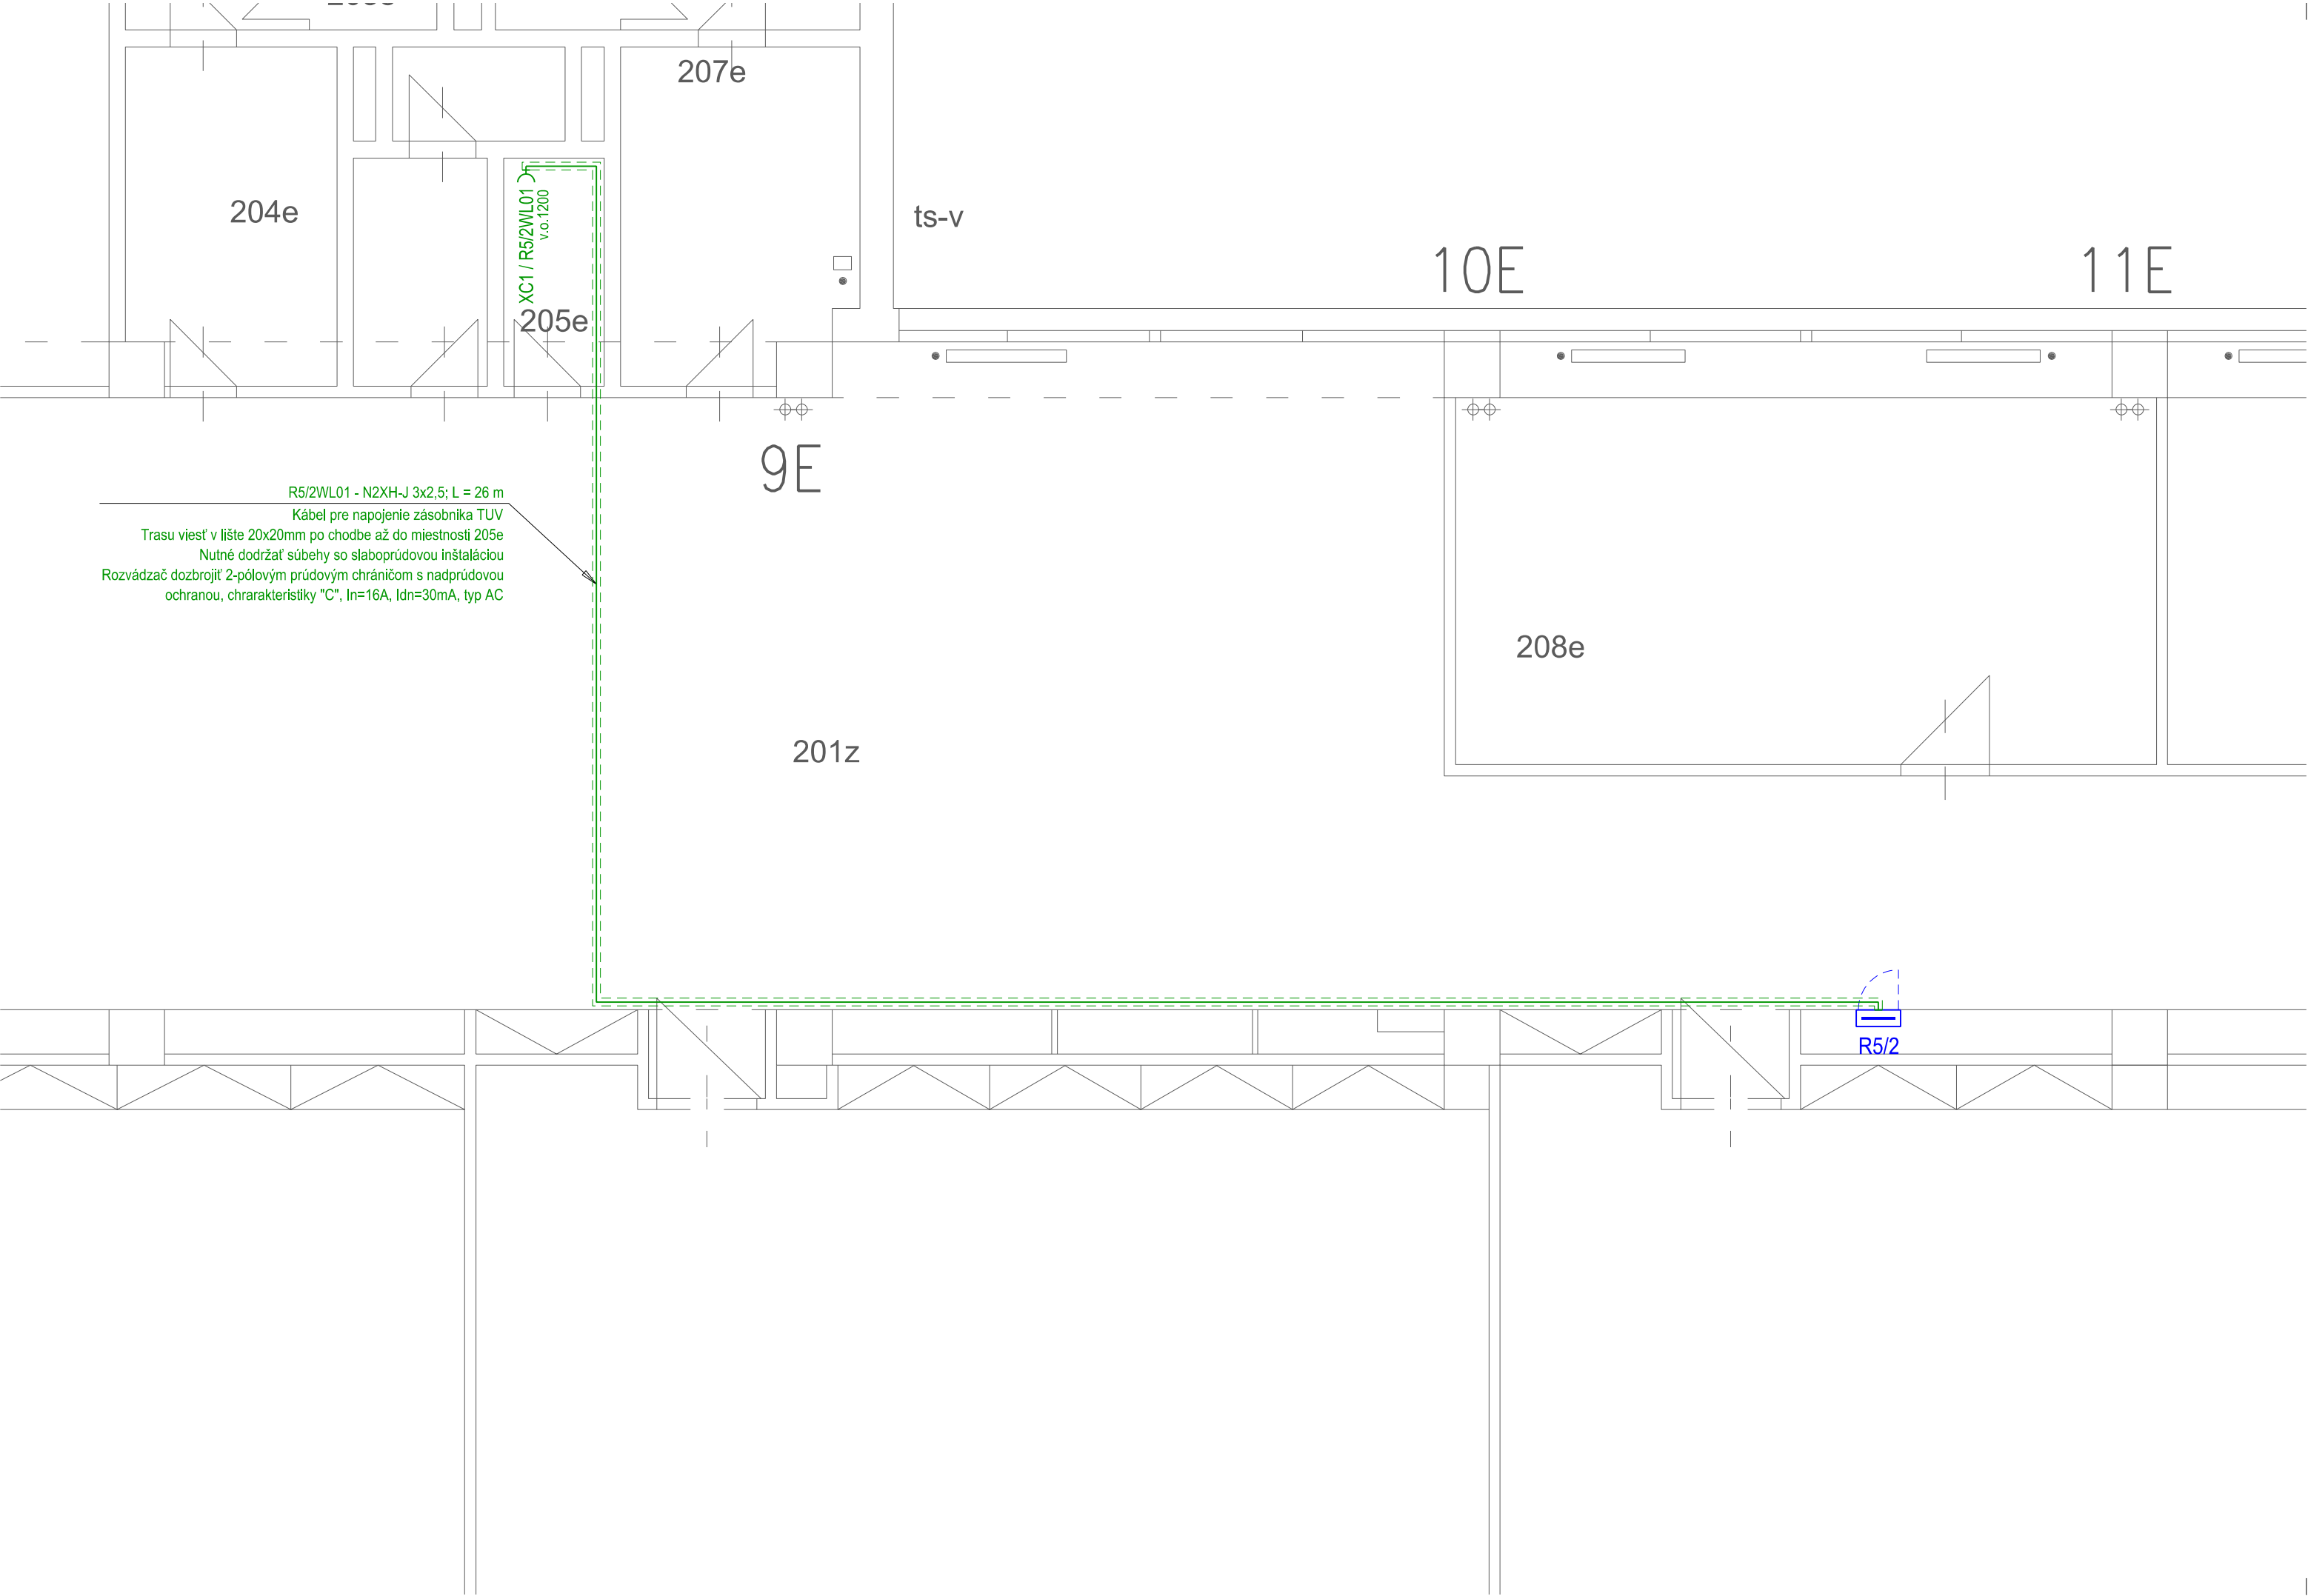 207e
204e
ts-v
XC1 / R5/2WL01
v.o.1200
10E
11E
205e
9E
R5/2WL01 - N2XH-J 3x2,5; L = 26 m
Kábel pre napojenie zásobnika TUV
Trasu viesť v lište 20x20mm po chodbe až do miestnosti 205e
Nutné dodržať súbehy so slaboprúdovou inštaláciou
Rozvádzač dozbrojiť 2-pólovým prúdovým chráničom s nadprúdovou
ochranou, chrarakteristiky "C", In=16A, Idn=30mA, typ AC
208e
201z
R5/2